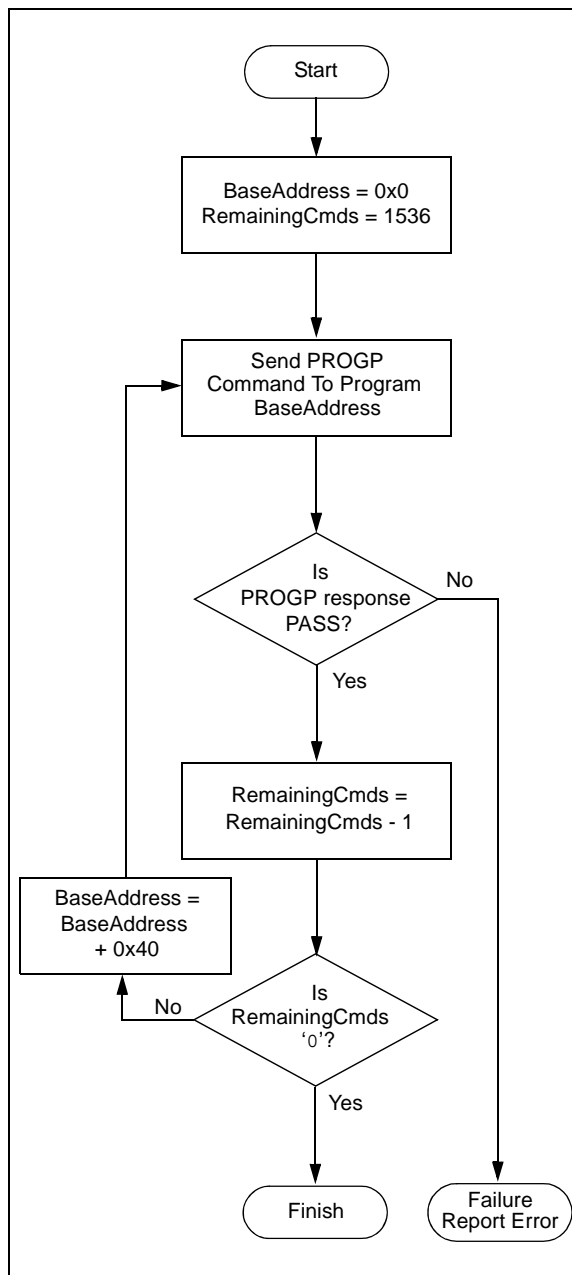 Start
BaseAddress = 0x0
RemainingCmds = 1536
Send PROGP
Command To Program
BaseAddress
Is
PROGP response
PASS?
No
Yes
RemainingCmds =
RemainingCmds - 1
BaseAddress =
BaseAddress
+ 0x40
No
Is
RemainingCmds
‘0’?
Yes
Finish
Failure
Report Error